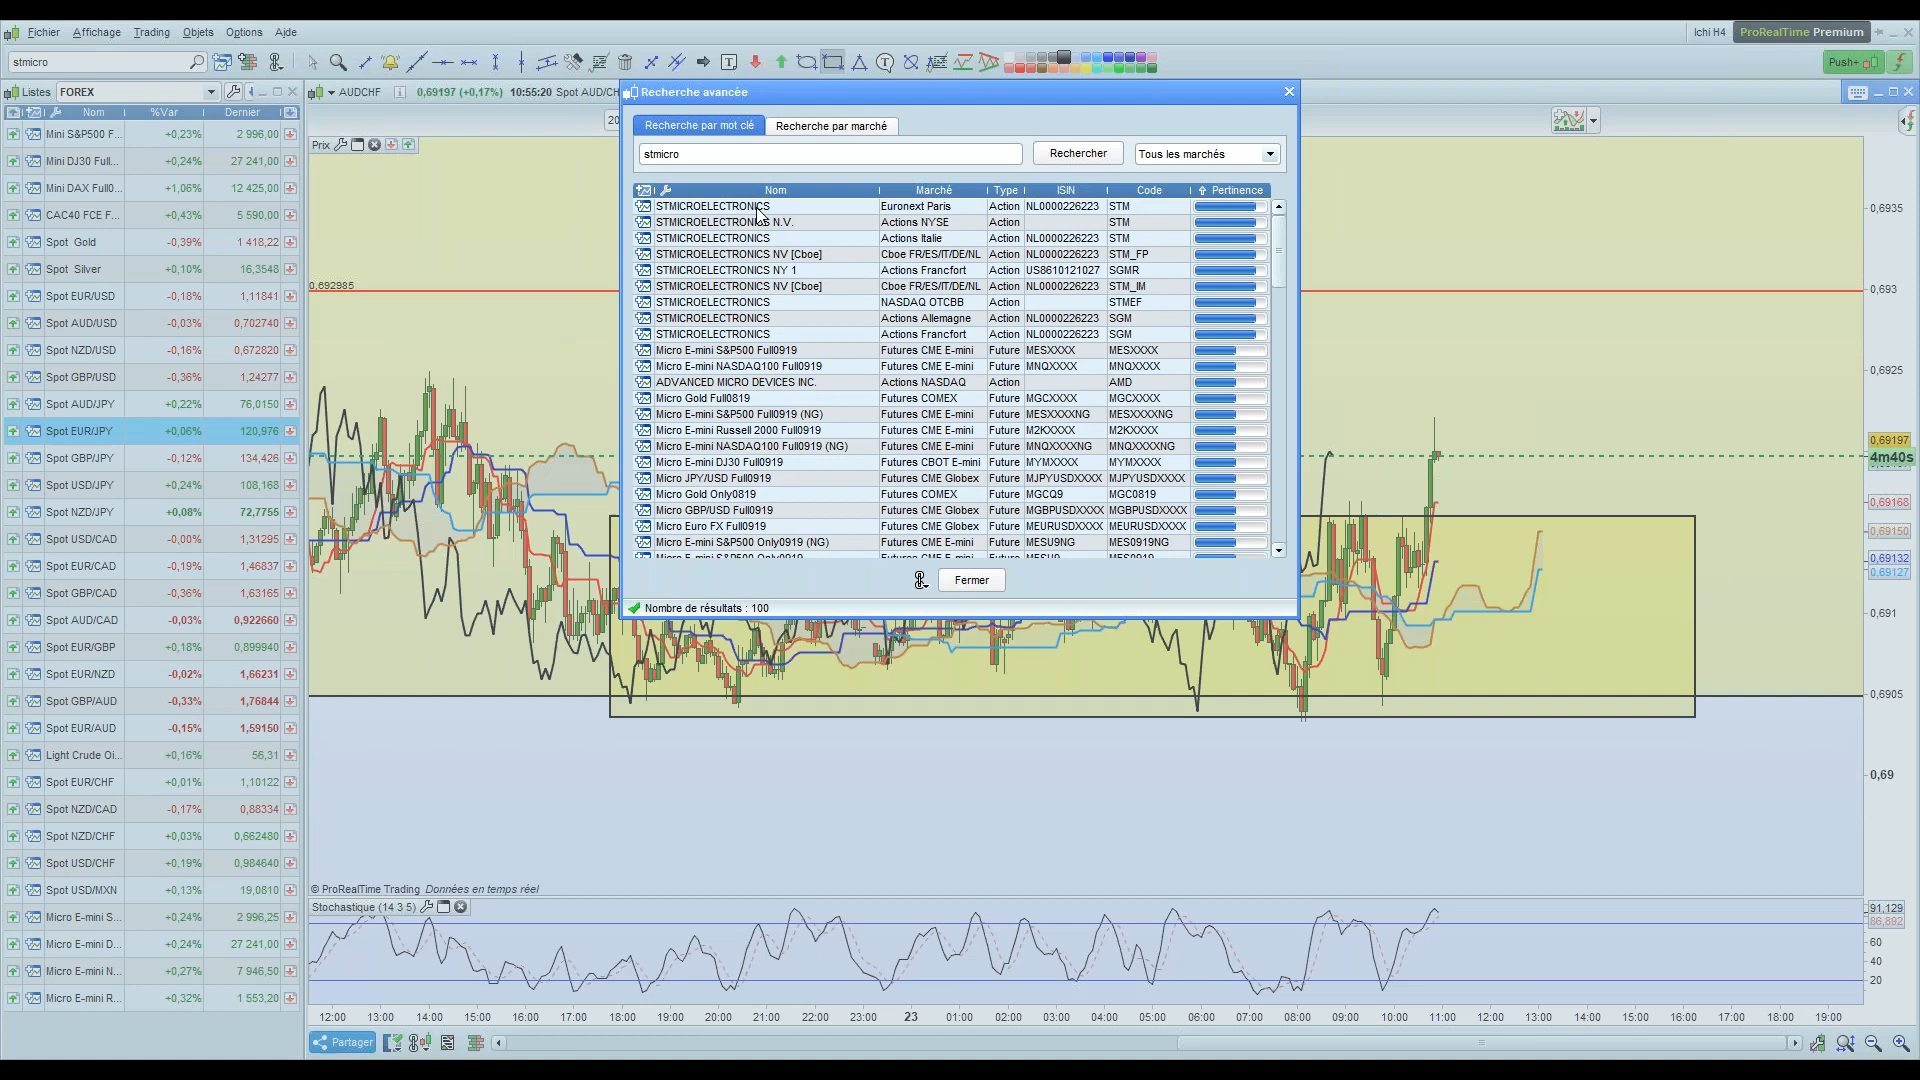 Fichier Affichage Trading Objets Options Aide Ichi H4 ProRealTime Premium
stmicro Push+
Listes FOREX AUDCHF 0,69197 (+0,17%) 10:55:20 Spot AUD/CH
Nom %Var Dernier
Mini S&P500 F... +0,23% 2 996,00
Mini DJ30 Full... +0,24% 27 241,00
Mini DAX Full0... +1,06% 12 425,00
CAC40 FCE F... +0,43% 5 590,00
Spot Gold -0,39% 1 418,22
Spot Silver +0,10% 16,3548
Spot EUR/USD -0,18% 1,11841
Spot AUD/USD -0,03% 0,702740
Spot NZD/USD -0,16% 0,672820
Spot GBP/USD -0,36% 1,24277
Spot AUD/JPY +0,22% 76,0150
Spot EUR/JPY +0,06% 120,976
Spot GBP/JPY -0,12% 134,426
Spot USD/JPY +0,24% 108,168
Spot NZD/JPY +0,08% 72,7755
Spot USD/CAD -0,00% 1,31295
Spot EUR/CAD -0,19% 1,46837
Spot GBP/CAD -0,36% 1,63165
Spot AUD/CAD -0,03% 0,922660
Spot EUR/GBP +0,18% 0,899940
Spot EUR/NZD -0,02% 1,66231
Spot GBP/AUD -0,33% 1,76844
Spot EUR/AUD -0,15% 1,59150
Light Crude Oi... +0,16% 56,31
Spot EUR/CHF +0,01% 1,10122
Spot NZD/CAD -0,17% 0,88334
Spot NZD/CHF +0,03% 0,662480
Spot USD/CHF +0,19% 0,984640
Spot USD/MXN +0,13% 19,0810
Micro E-mini S... +0,24% 2 996,25
Micro E-mini D... +0,24% 27 241,00
Micro E-mini N... +0,27% 7 946,50
Micro E-mini R... +0,32% 1 553,20
20
Prix
0,692985
Recherche avancée
Recherche par mot clé Recherche par marché
stmicro Rechercher Tous les marchés
Nom Marché Type ISIN Code Pertinence
STMICROELECTRONICS Euronext Paris Action NL0000226223 STM
STMICROELECTRONICS N.V. Actions NYSE Action STM
STMICROELECTRONICS Actions Italie Action NL0000226223 STM
STMICROELECTRONICS NV [Cboe] Cboe FR/ES/IT/DE/NL Action NL0000226223 STM_FP
STMICROELECTRONICS NY 1 Actions Francfort Action US8610121027 SGMR
STMICROELECTRONICS NV [Cboe] Cboe FR/ES/IT/DE/NL Action NL0000226223 STM_IM
STMICROELECTRONICS NASDAQ OTCBB Action STMEF
STMICROELECTRONICS Actions Allemagne Action NL0000226223 SGM
STMICROELECTRONICS Actions Francfort Action NL0000226223 SGM
Micro E-mini S&P500 Full0919 Futures CME E-mini Future MESXXXX MESXXXX
Micro E-mini NASDAQ100 Full0919 Futures CME E-mini Future MNQXXXX MNQXXXX
ADVANCED MICRO DEVICES INC. Actions NASDAQ Action AMD
Micro Gold Full0819 Futures COMEX Future MGCXXXX MGCXXXX
Micro E-mini S&P500 Full0919 (NG) Futures CME E-mini Future MESXXXXNG MESXXXXNG
Micro E-mini Russell 2000 Full0919 Futures CME E-mini Future M2KXXXX M2KXXXX
Micro E-mini NASDAQ100 Full0919 (NG) Futures CME E-mini Future MNQXXXXNG MNQXXXXNG
Micro E-mini DJ30 Full0919 Futures CBOT E-mini Future MYMXXXX MYMXXXX
Micro JPY/USD Full0919 Futures CME Globex Future MJPYUSDXXXX MJPYUSDXXXX
Micro Gold Only0819 Futures COMEX Future MGCQ9 MGC0819
Micro GBP/USD Full0919 Futures CME Globex Future MGBPUSDXXXX MGBPUSDXXXX
Micro Euro FX Full0919 Futures CME Globex Future MEURUSDXXXX MEURUSDXXXX
Micro E-mini S&P500 Only0919 (NG) Futures CME E-mini Future MESU9NG MES0919NG
Micro E-mini S&P500 Only0919 Futures CME E-mini Future MESU9 MES0919
Fermer
Nombre de résultats : 100
0,6935
0,693
0,6925
0,69197
4m40s
0,69168
0,69150
0,69132
0,69127
0,691
0,6905
0,69
© ProRealTime Trading Données en temps réel
Stochastique (14 3 5)
91,129
86,892
60
40
20
12:00 13:00 14:00 15:00 16:00 17:00 18:00 19:00 20:00 21:00 22:00 23:00 23 01:00 02:00 03:00 04:00 05:00 06:00 07:00 08:00 09:00 10:00 11:00 12:00 13:00 14:00 15:00 16:00 17:00 18:00 19:00
Partager